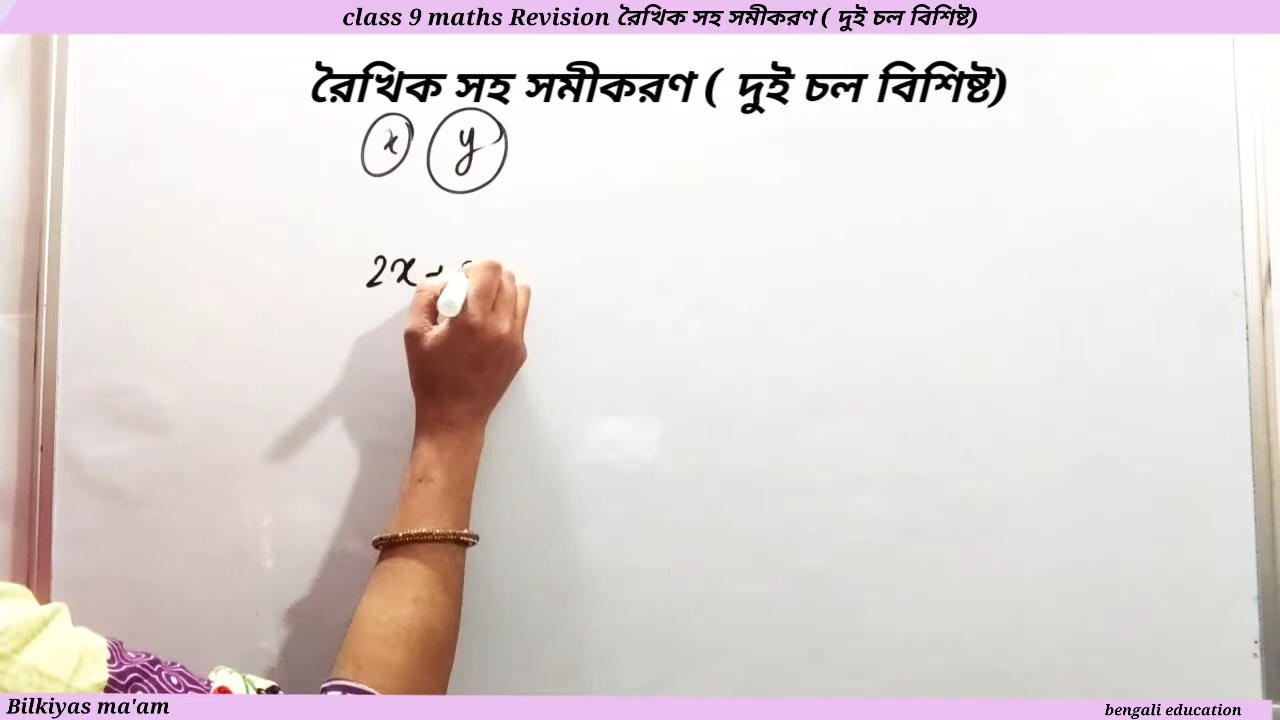 class 9 maths Revision রৈখিক সহ সমীকরণ ( দুই চল বিশিষ্ট)
রৈখিক সহ সমীকরণ ( দুই চল বিশিষ্ট)
x y
2x
Bilkiyas ma'am
bengali education